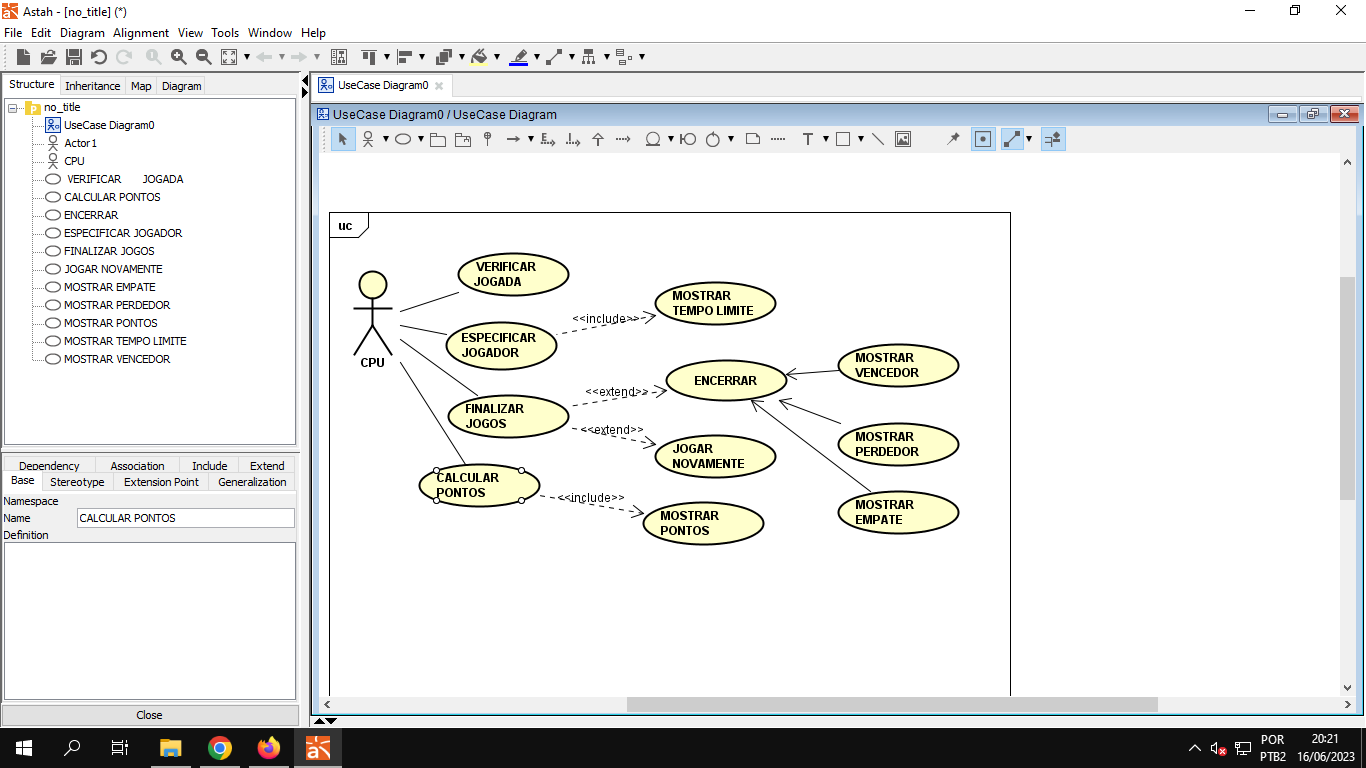 Astah - [no_title] (*)
File Edit Diagram Alignment View Tools Window Help
Structure Inheritance Map Diagram
no_title
UseCase Diagram0
Actor1
CPU
VERIFICAR JOGADA
CALCULAR PONTOS
ENCERRAR
ESPECIFICAR JOGADOR
FINALIZAR JOGOS
JOGAR NOVAMENTE
MOSTRAR EMPATE
MOSTRAR PERDEDOR
MOSTRAR PONTOS
MOSTRAR TEMPO LIMITE
MOSTRAR VENCEDOR
Dependency Association Include Extend
Base Stereotype Extension Point Generalization
Namespace
Name CALCULAR PONTOS
Definition
Close
UseCase Diagram0
UseCase Diagram0 / UseCase Diagram
uc
CPU
VERIFICAR
JOGADA
ESPECIFICAR
JOGADOR
<<include>>
MOSTRAR
TEMPO LIMITE
FINALIZAR
JOGOS
<<extend>>
ENCERRAR
<<extend>>
JOGAR
NOVAMENTE
MOSTRAR
VENCEDOR
MOSTRAR
PERDEDOR
MOSTRAR
EMPATE
CALCULAR
PONTOS
<<include>>
MOSTRAR
PONTOS
POR
PTB2
20:21
16/06/2023